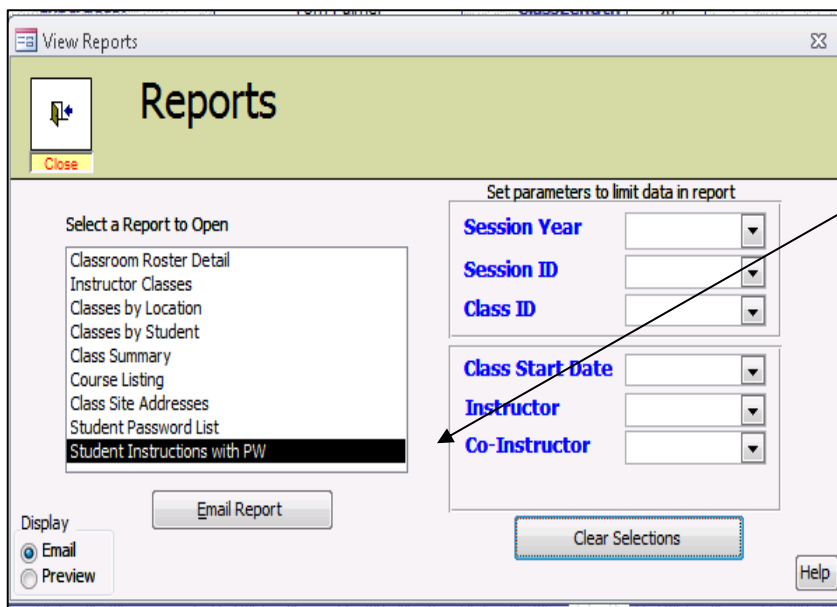 View Reports
Reports
Close
Select a Report to Open
Classroom Roster Detail
Instructor Classes
Classes by Location
Classes by Student
Class Summary
Course Listing
Class Site Addresses
Student Password List
Student Instructions with PW
Email Report
Display
Email
Preview
Set parameters to limit data in report
Session Year
Session ID
Class ID
Class Start Date
Instructor
Co-Instructor
Clear Selections
Help